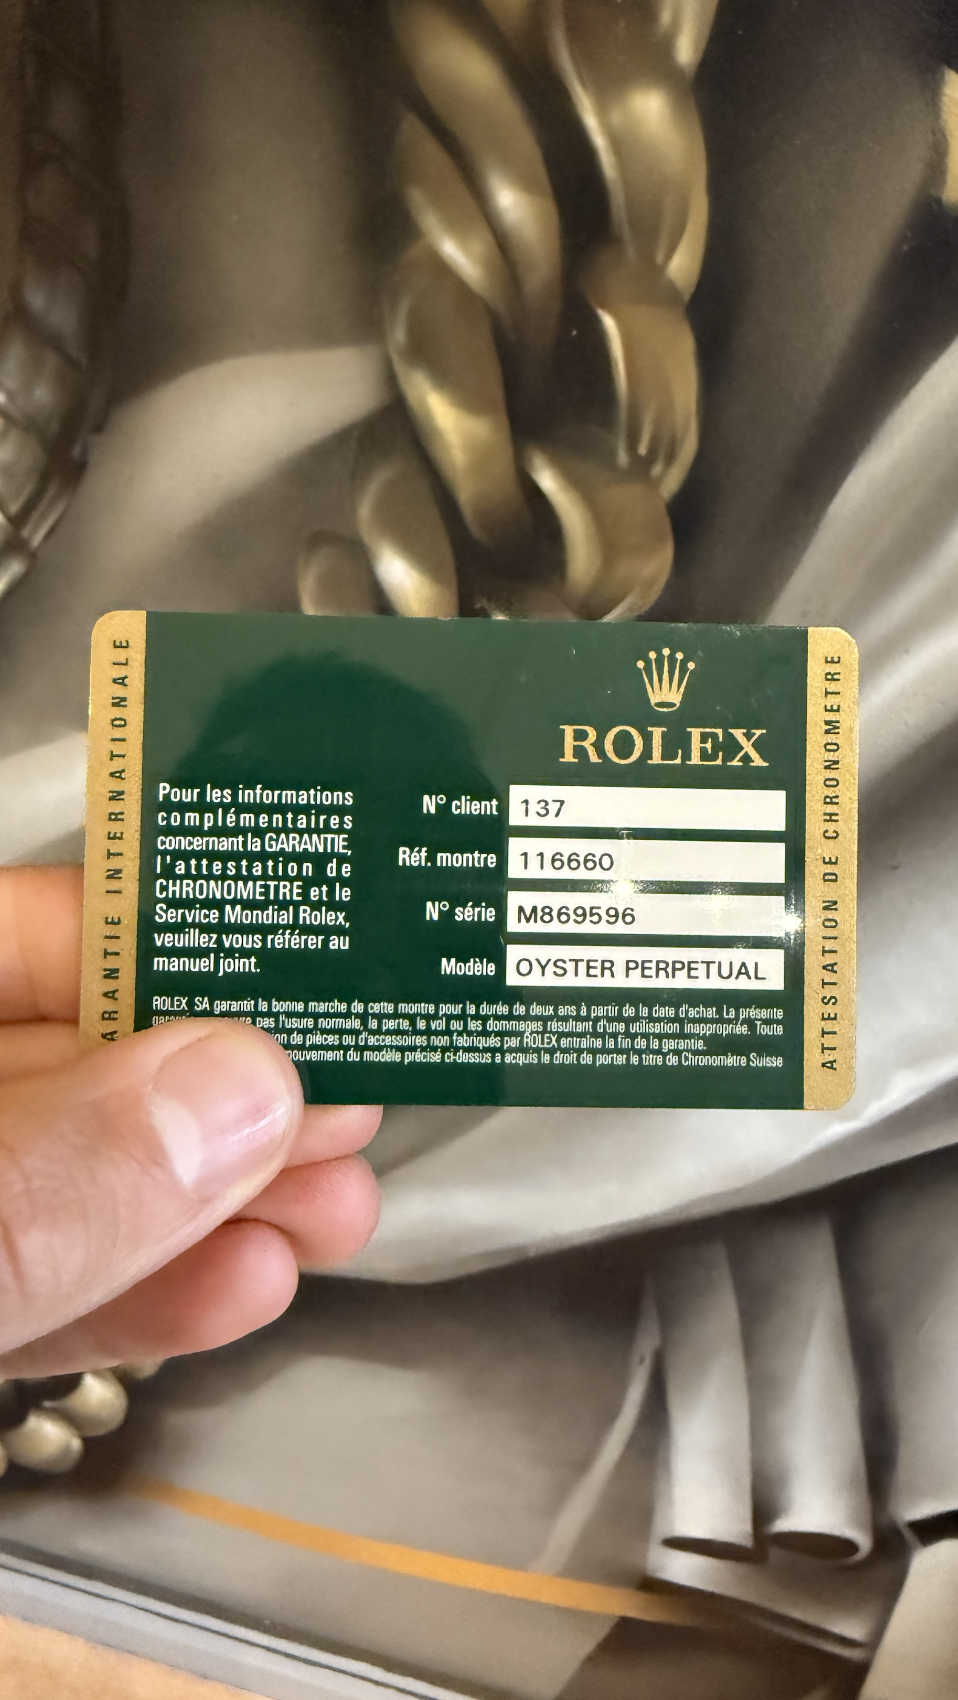 GARANTIE INTERNATIONALE
ROLEX
Pour les informations
complémentaires
concernant la GARANTIE,
l'attestation de
CHRONOMETRE et le
Service Mondial Rolex,
veuillez vous référer au
manuel joint.
N° client 137
Réf. montre 116660
N° série M869596
Modèle OYSTER PERPETUAL
ROLEX SA garantit la bonne marche de cette montre pour la durée de deux ans à partir de la date d'achat. La présente
pas l'usure normale, la perte, le vol ou les dommages résultant d'une utilisation inappropriée. Toute
de pièces ou d'accessoires non fabriqués par ROLEX entraîne la fin de la garantie.
mouvement du modèle précisé ci-dessus a acquis le droit de porter le titre de Chronomètre Suisse
ATTESTATION DE CHRONOMETRE